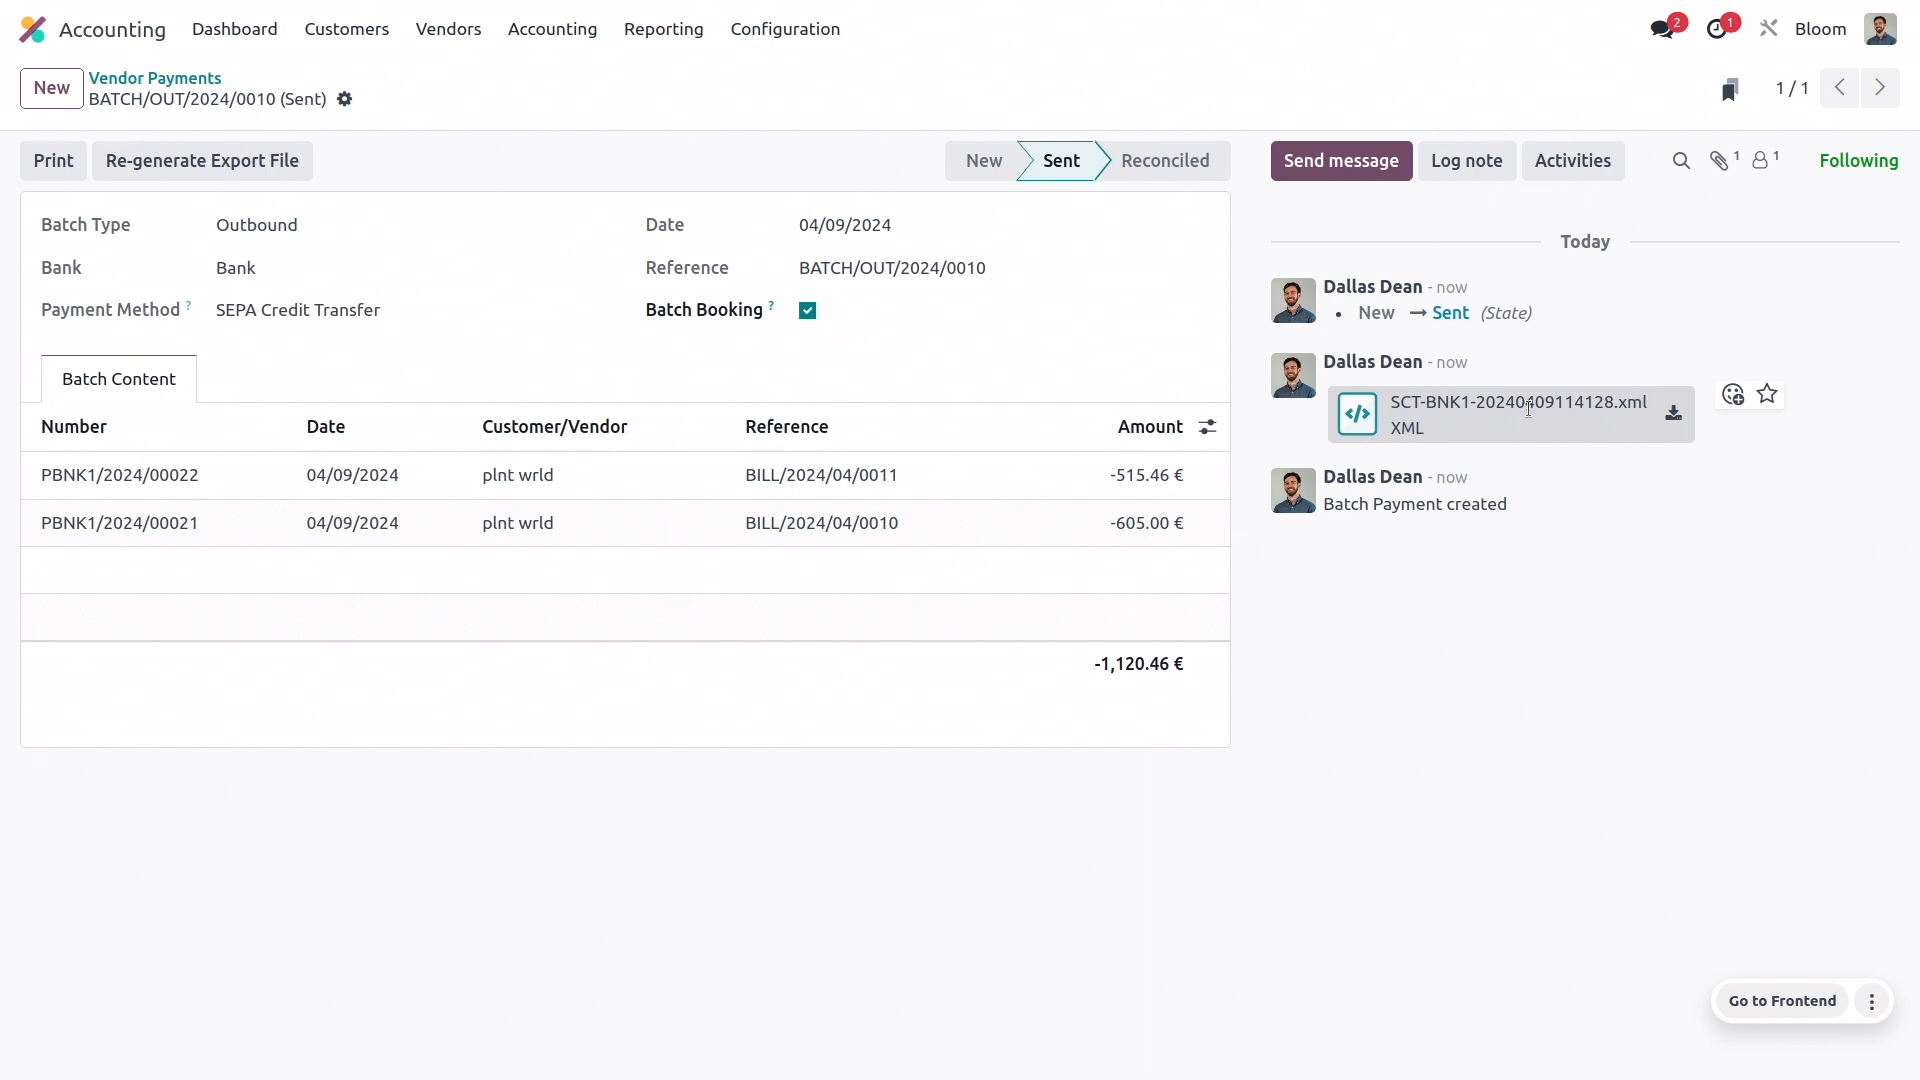 Accounting Dashboard Customers Vendors Accounting Reporting Configuration 2 1 Bloom
New Vendor Payments
BATCH/OUT/2024/0010 (Sent) 1 / 1
Print Re-generate Export File New Sent Reconciled Send message Log note Activities 1 1 Following
Batch Type Outbound Date 04/09/2024
Bank Bank Reference BATCH/OUT/2024/0010
Payment Method ? SEPA Credit Transfer Batch Booking ?
Batch Content
Number Date Customer/Vendor Reference Amount
PBNK1/2024/00022 04/09/2024 plnt wrld BILL/2024/04/0011 -515.46 €
PBNK1/2024/00021 04/09/2024 plnt wrld BILL/2024/04/0010 -605.00 €
-1,120.46 €
Today
Dallas Dean - now
• New → Sent (State)
Dallas Dean - now
SCT-BNK1-20240409114128.xml
XML
Dallas Dean - now
Batch Payment created
Go to Frontend